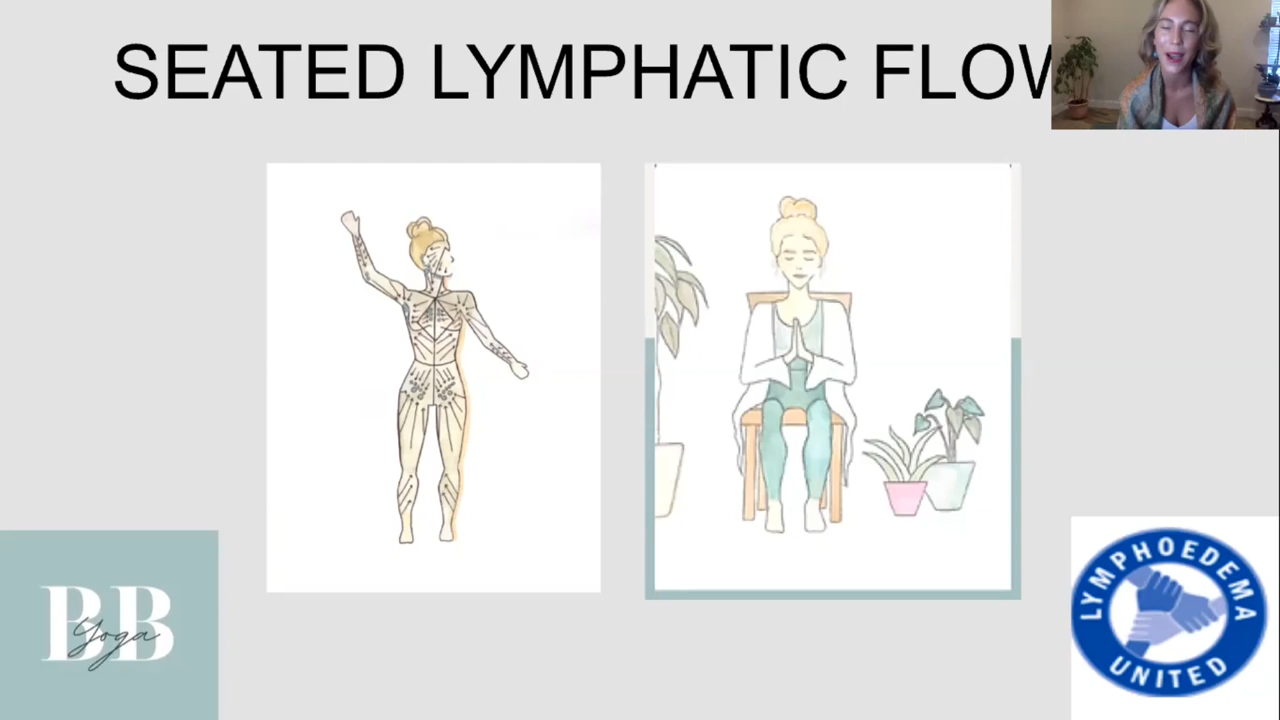 SEATED LYMPHATIC FLOW
BB
Yoga
LYMPHOEDEMA
UNITED